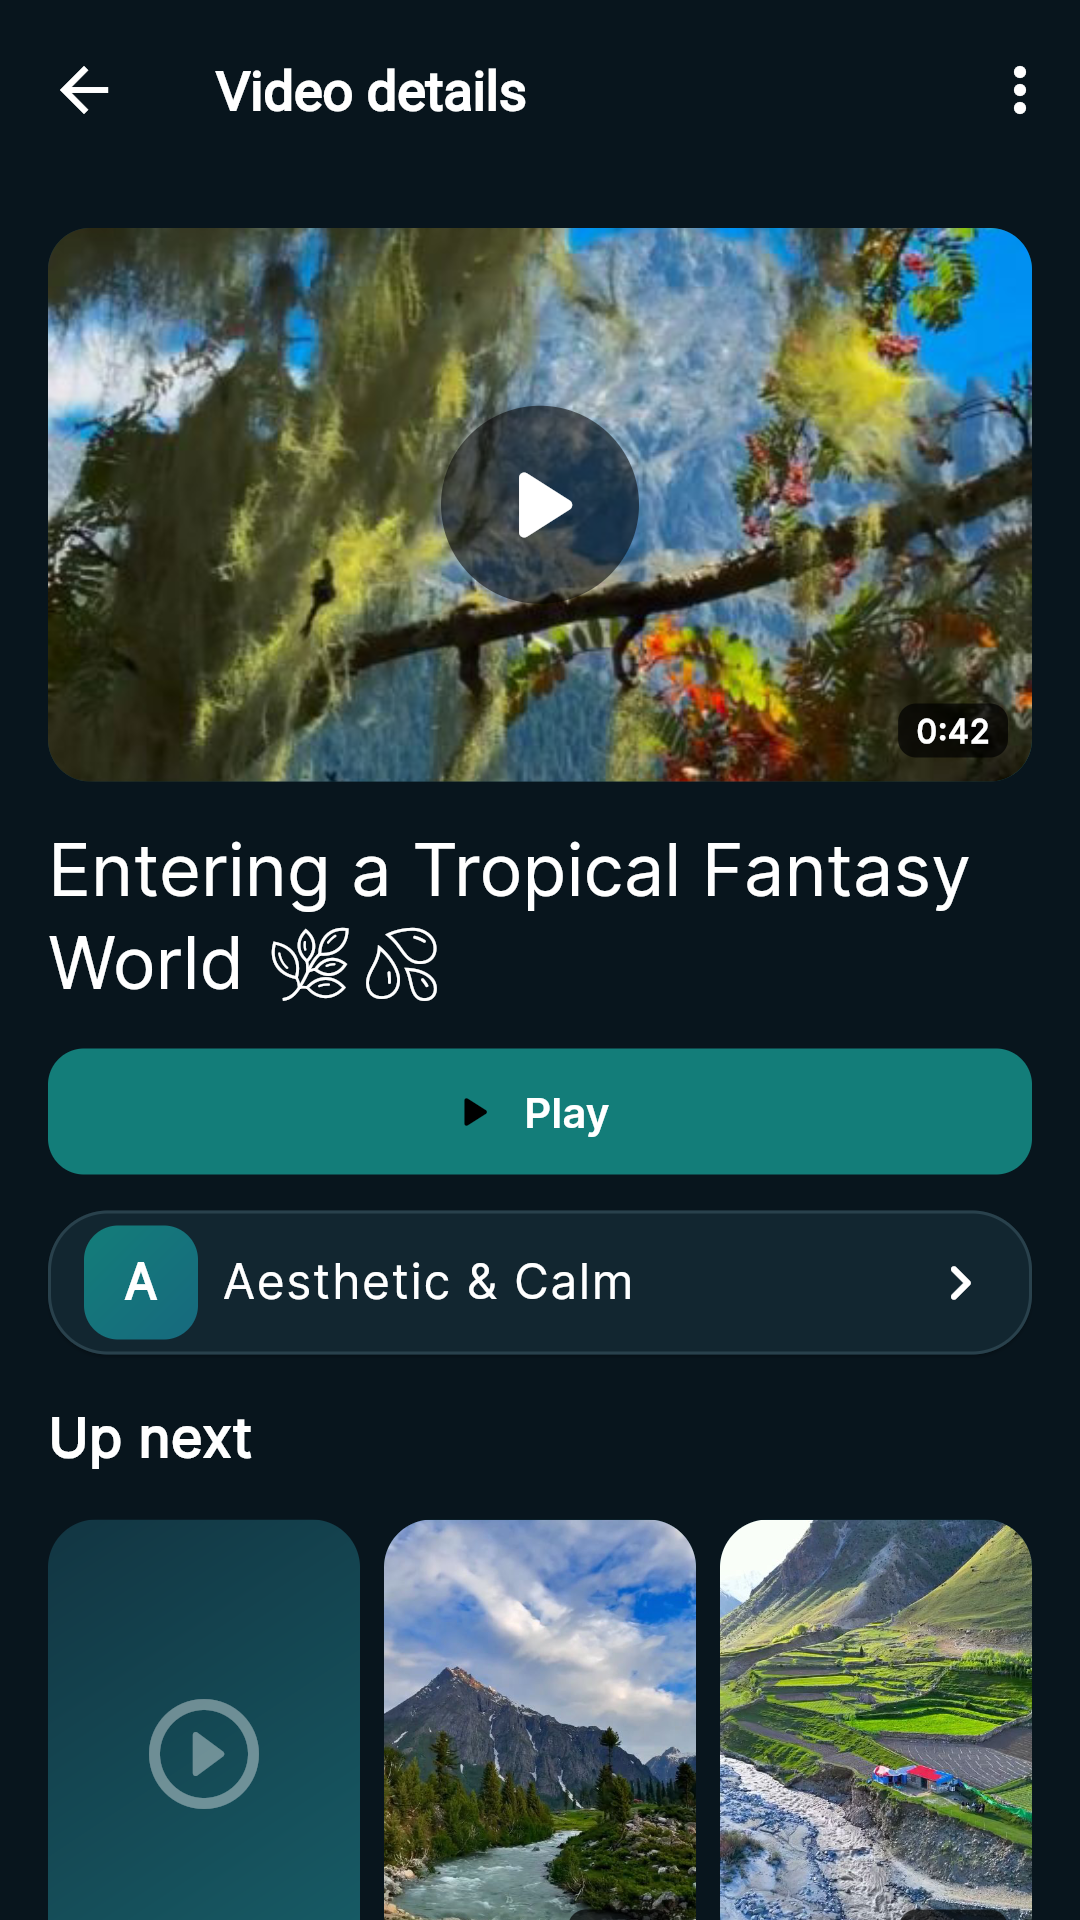 Video details
0:42
Entering a Tropical Fantasy
World 🌿💦
Play
A
Aesthetic & Calm
Up next